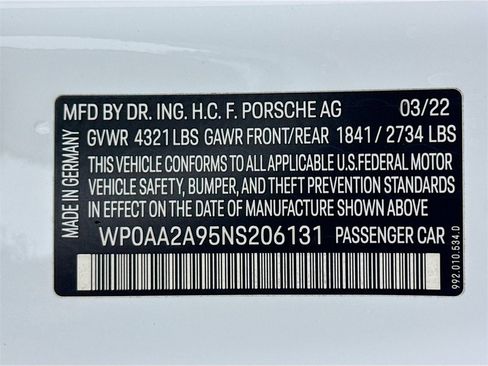 MFD BY DR. ING. H.C. F. PORSCHE AG 03/22
GVWR 4321 LBS GAWR FRONT/REAR 1841 / 2734 LBS
THIS VEHICLE CONFORMS TO ALL APPLICABLE U.S.FEDERAL MOTOR
VEHICLE SAFETY, BUMPER, AND THEFT PREVENTION STANDARDS
IN EFFECT ON THE DATE OF MANUFACTURE SHOWN ABOVE
WP0AA2A95NS206131 PASSENGER CAR
MADE IN GERMANY
992.010.534.D